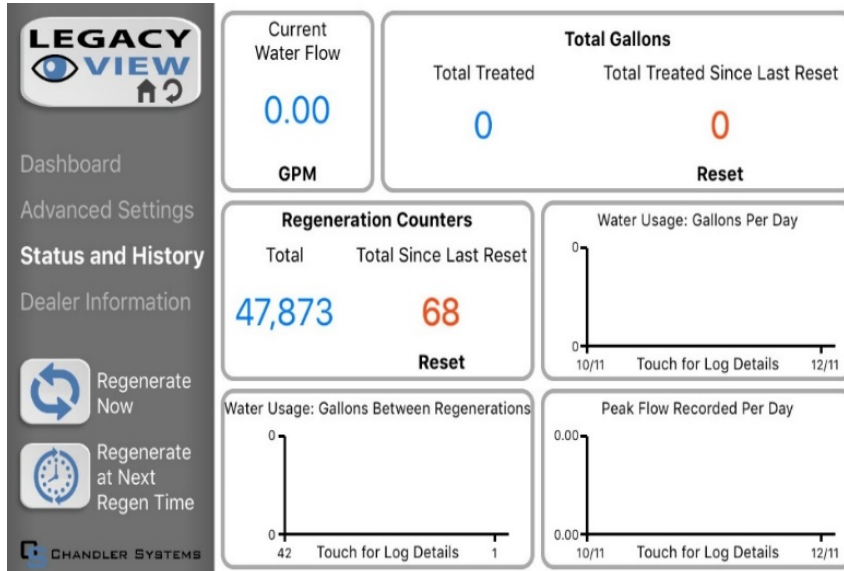 LEGACY
VIEW
Dashboard
Advanced Settings
Status and History
Dealer Information
Regenerate
Now
Regenerate
at Next
Regen Time
CHANDLER SYSTEMS
Current
Water Flow
0.00
GPM
Total Gallons
Total Treated
Total Treated Since Last Reset
0
0
Reset
Regeneration Counters
Total
Total Since Last Reset
47,873
68
Reset
Water Usage: Gallons Per Day
0
0
10/11
Touch for Log Details
12/11
Water Usage: Gallons Between Regenerations
0
0
42
Touch for Log Details
1
Peak Flow Recorded Per Day
0.00
0.00
10/11
Touch for Log Details
12/11